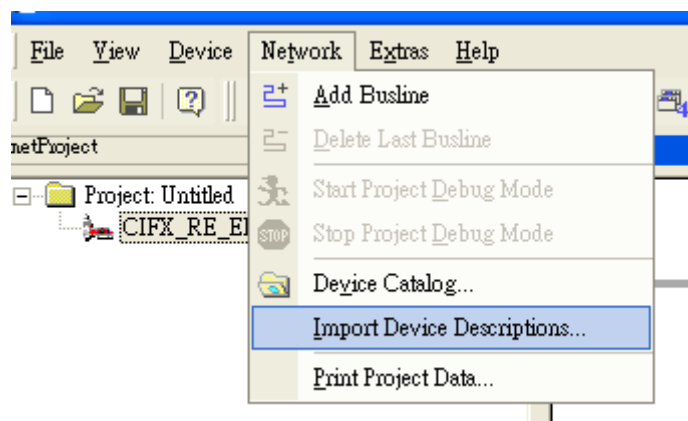 File View Device Network Extras Help
Add Busline
netProject
Delete Last Busline
Project: Untitled
Start Project Debug Mode
CIFX_RE_E
STOP
Stop Project Debug Mode
Device Catalog...
Import Device Descriptions...
Print Project Data...